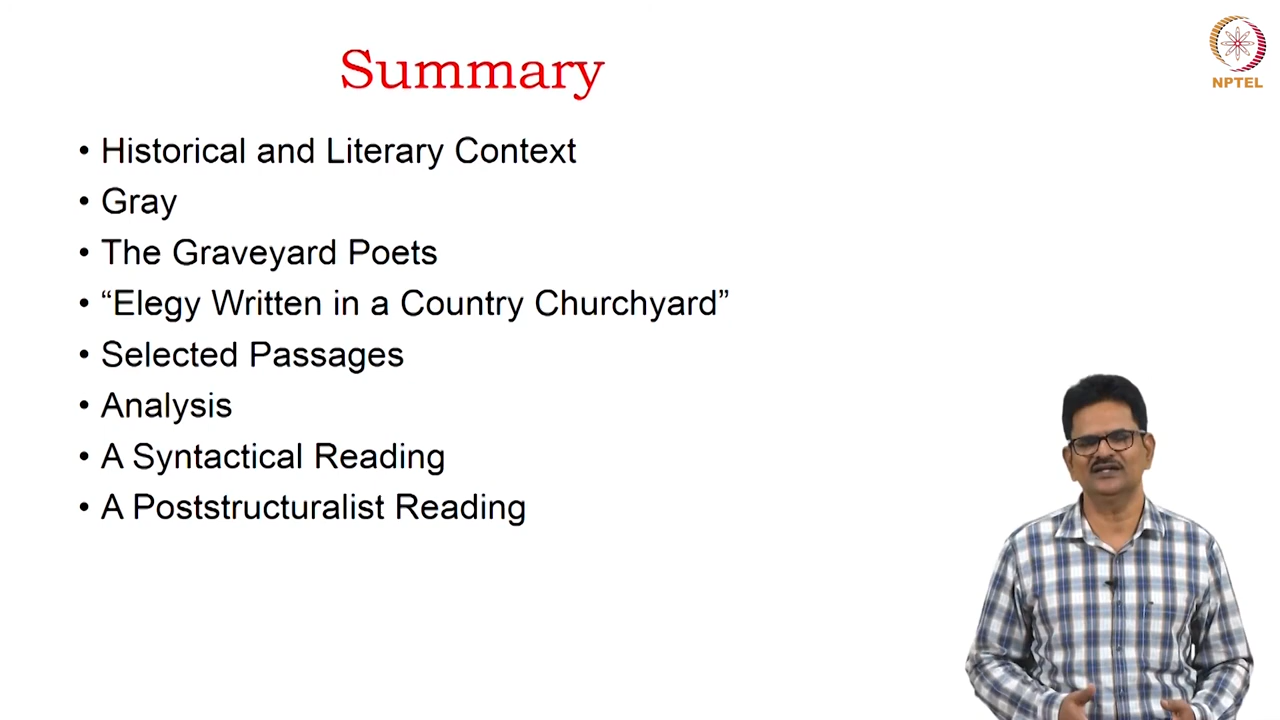 Summary
NPTEL
• Historical and Literary Context
• Gray
• The Graveyard Poets
• “Elegy Written in a Country Churchyard”
• Selected Passages
• Analysis
• A Syntactical Reading
• A Poststructuralist Reading